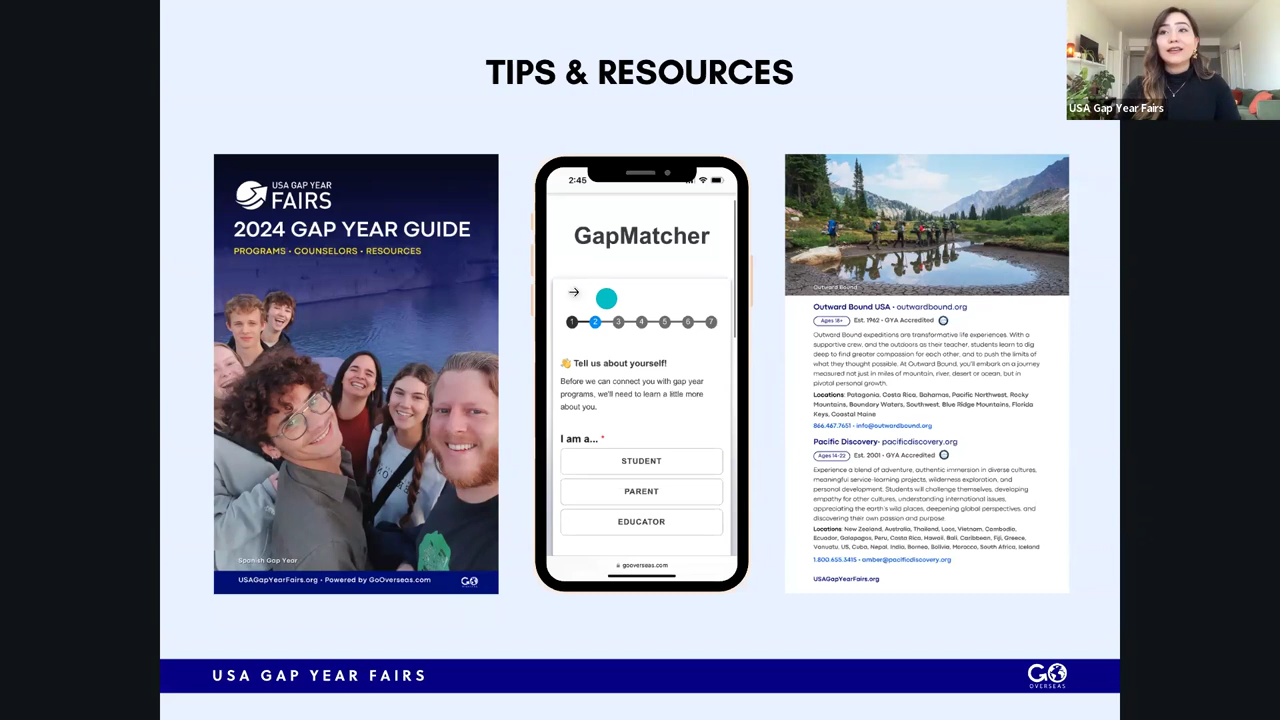 TIPS & RESOURCES
USA Gap Year Fairs
USA GAP YEAR
FAIRS
2024 GAP YEAR GUIDE
PROGRAMS • COUNSELORS • RESOURCES
Spanish Gap Year
USAGapYearFairs.org • Powered by GoOverseas.com
GO
2:45
GapMatcher
1 2 3 4 5 6 7
👋 Tell us about yourself!
Before we can connect you with gap year
programs, we'll need to learn a little more
about you.
I am a... *
STUDENT
PARENT
EDUCATOR
gooverseas.com
Outward Bound
Outward Bound USA • outwardbound.org
Ages 16+ Est. 1962 • GYA Accredited
Outward Bound expeditions are transformative life experiences. With a
supportive crew, and the outdoors as their teacher, students learn to dig
deep to find greater compassion for each other, and to push the limits of
what they thought possible. At Outward Bound, you'll embark on a journey
measured not just in miles of mountain, river, desert or ocean, but in
pivotal personal growth.
Locations: Patagonia, Costa Rica, Bahamas, Pacific Northwest, Rocky
Mountains, Boundary Waters, Southwest, Blue Ridge Mountains, Florida
Keys, Coastal Maine
866.467.7651 • info@outwardbound.org
Pacific Discovery• pacificdiscovery.org
Ages 14-22 Est. 2001 • GYA Accredited
Experience a blend of adventure, authentic immersion in diverse cultures,
meaningful service-learning projects, wilderness exploration, and
personal development. Students will challenge themselves, developing
empathy for other cultures, understanding international issues,
appreciating the earth's wild places, deepening global perspectives, and
discovering their own passion and purpose.
Locations: New Zealand, Australia, Thailand, Laos, Vietnam, Cambodia,
Ecuador, Galapagos, Peru, Costa Rica, Hawaii, Bali, Caribbean, Fiji, Greece,
Vanuatu, US, Cuba, Nepal, India, Borneo, Bolivia, Morocco, South Africa, Iceland
1.800.655.3415 • amber@pacificdiscovery.org
USAGapYearFairs.org
USA GAP YEAR FAIRS
GO
OVERSEAS